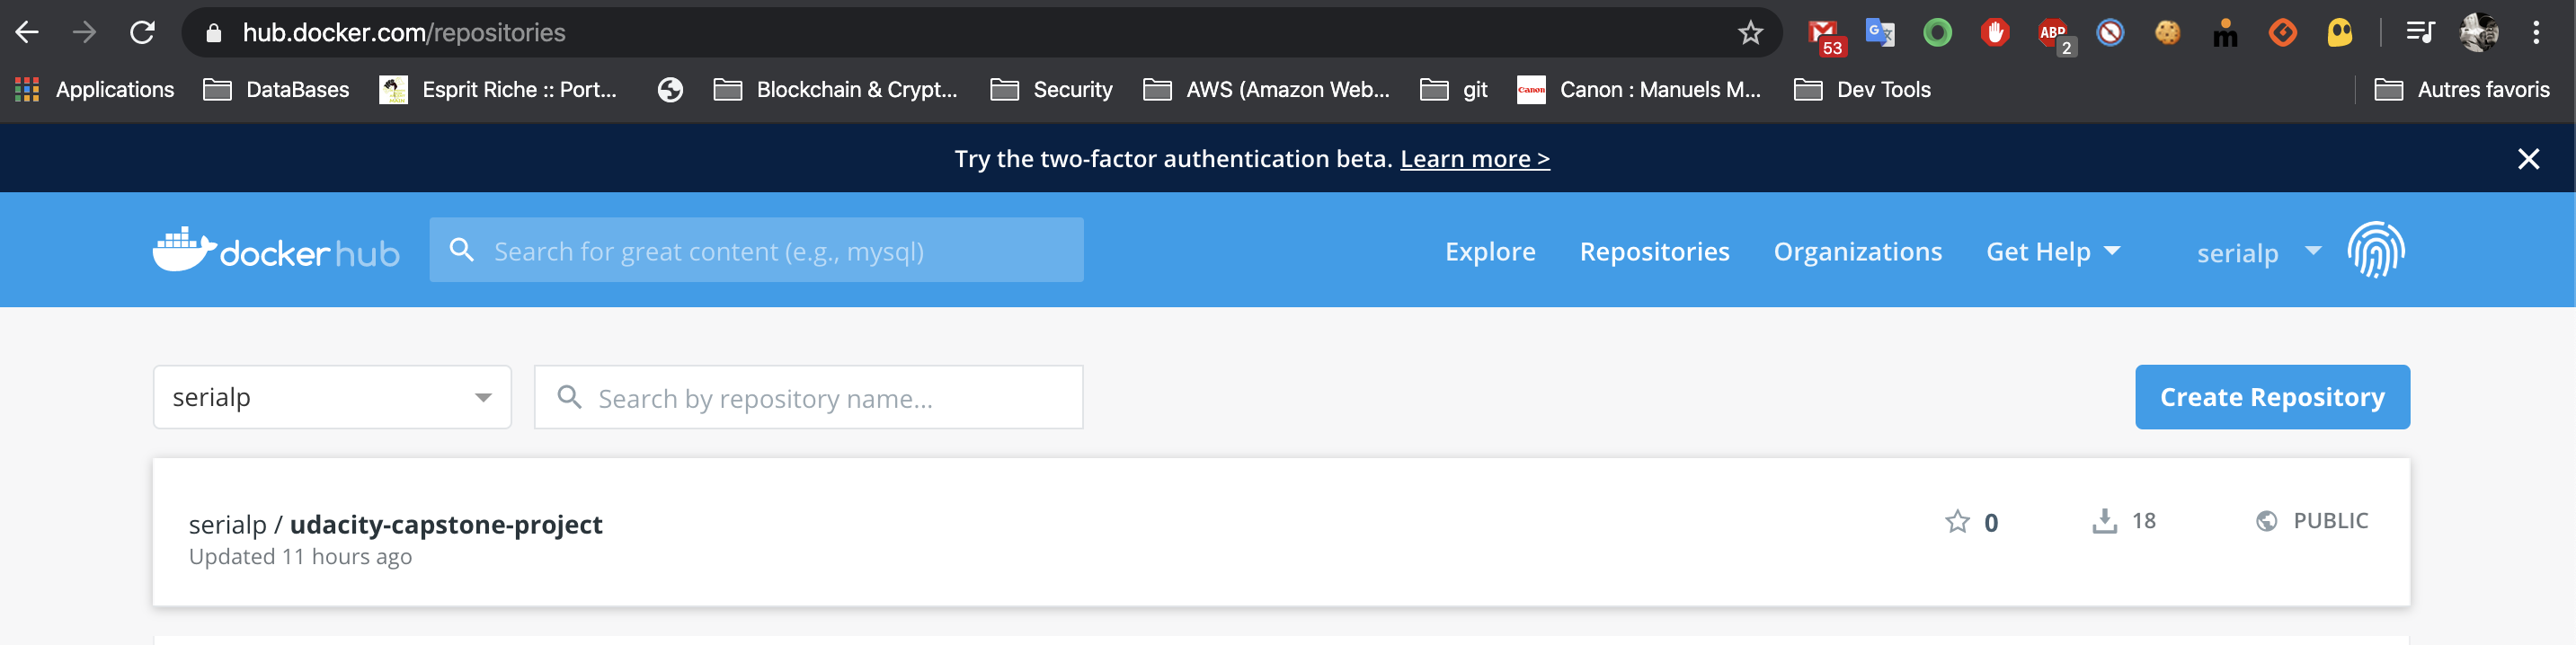 hub.docker.com/repositories
53
ABP
2
Applications DataBases Esprit Riche :: Port... Blockchain & Crypt... Security AWS (Amazon Web... git Canon Canon : Manuels M... Dev Tools Autres favoris
Try the two-factor authentication beta. Learn more >
docker hub Search for great content (e.g., mysql) Explore Repositories Organizations Get Help serialp
serialp Search by repository name... Create Repository
serialp / udacity-capstone-project 0 18 PUBLIC
Updated 11 hours ago